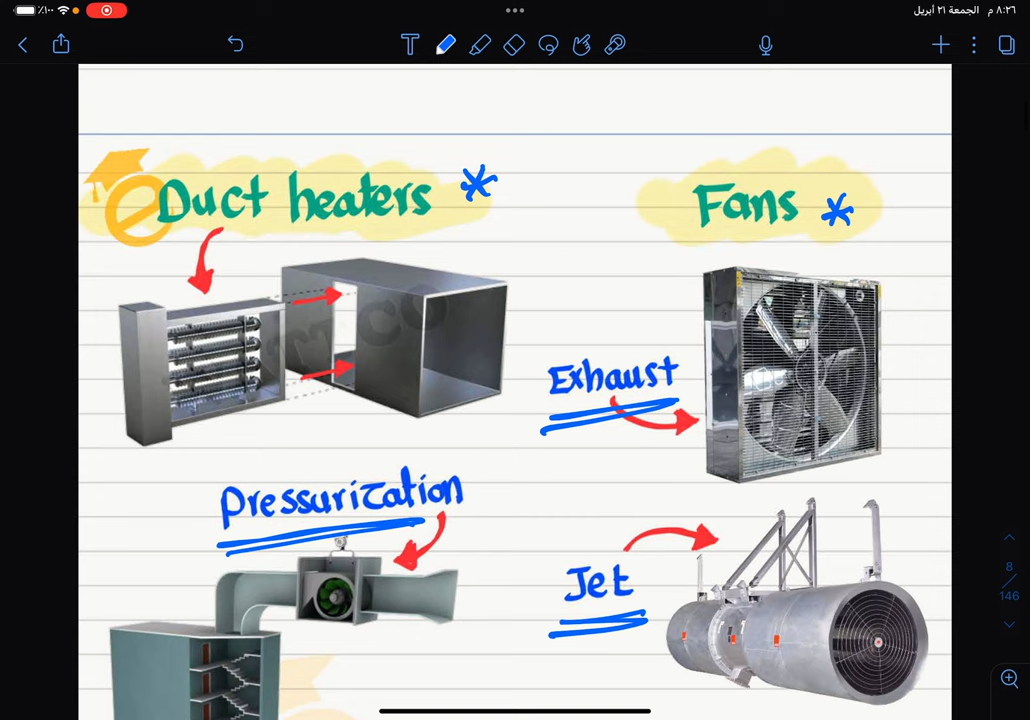 ٨:٢٦ م الجمعة ٢١ أبريل
٪١٠٠
Duct heaters *
Fans *
Exhaust
Pressurization
Jet
8
146